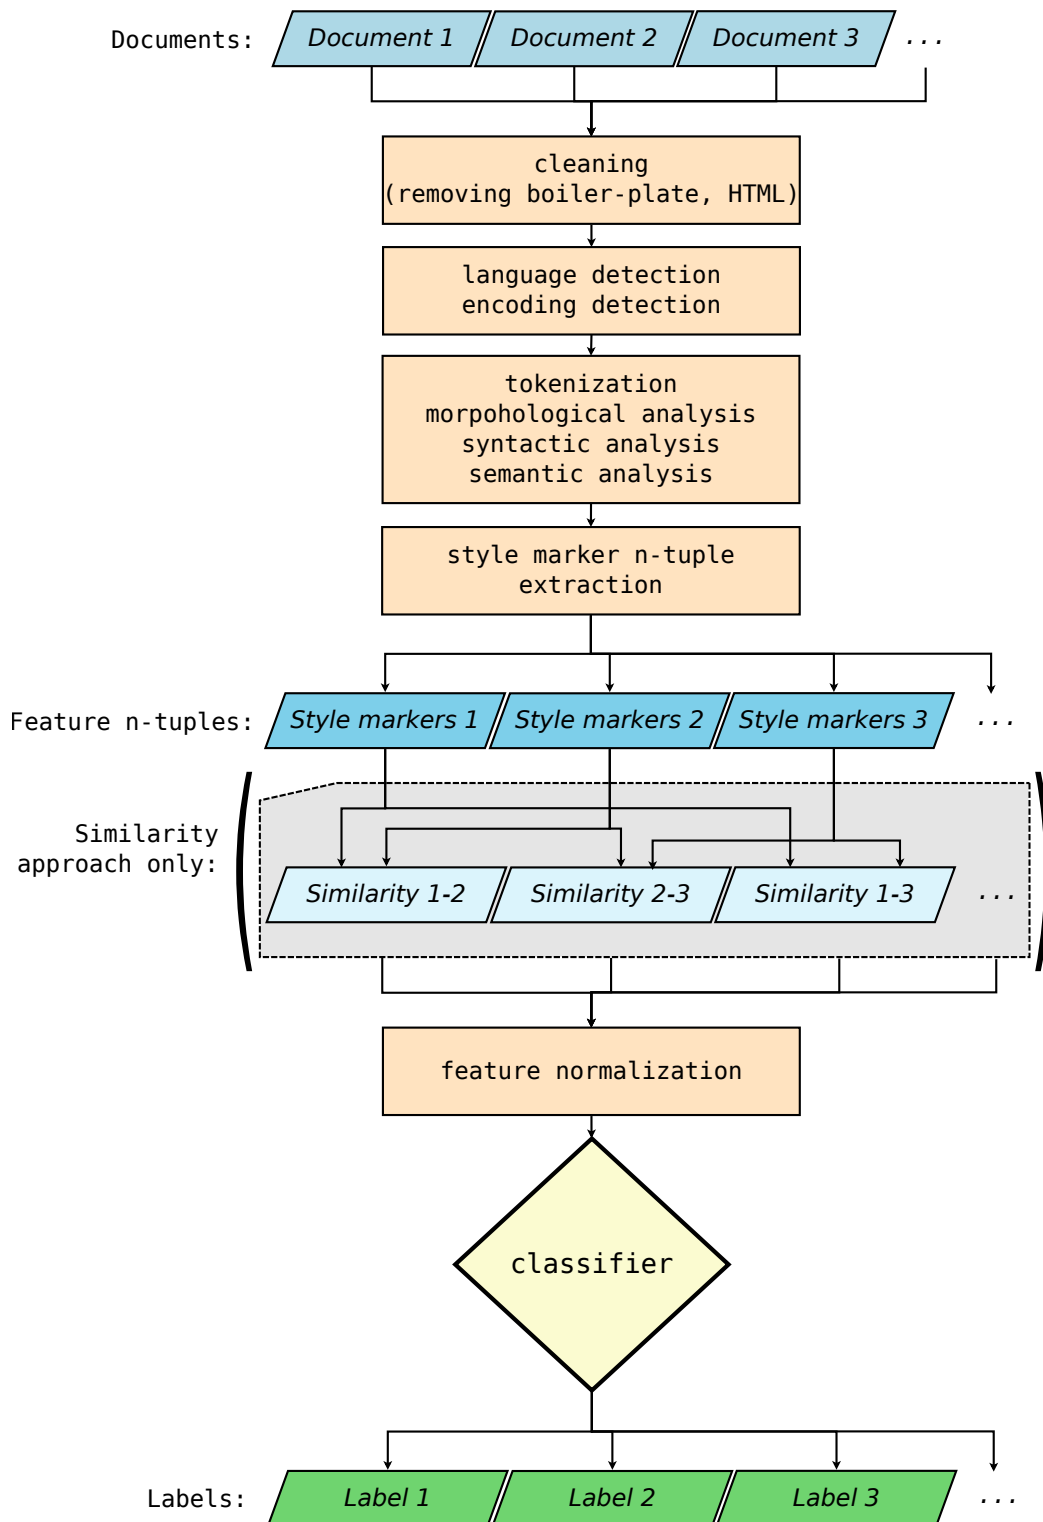 Documents: Document 1 Document 2 Document 3 ...
cleaning
(removing boiler-plate, HTML)
language detection
encoding detection
tokenization
morpohological analysis
syntactic analysis
semantic analysis
style marker n-tuple
extraction
Feature n-tuples: Style markers 1 Style markers 2 Style markers 3 ...
Similarity
approach only:
Similarity 1-2 Similarity 2-3 Similarity 1-3 ...
feature normalization
classifier
Labels: Label 1 Label 2 Label 3 ...